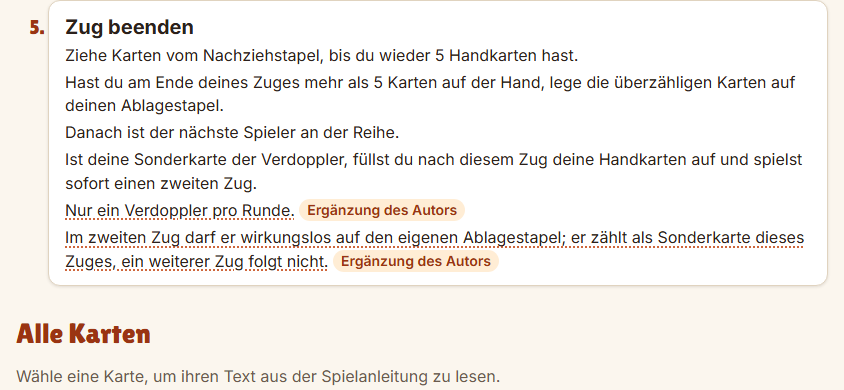 5. Zug beenden
Ziehe Karten vom Nachziehstapel, bis du wieder 5 Handkarten hast.
Hast du am Ende deines Zuges mehr als 5 Karten auf der Hand, lege die überzähligen Karten auf
deinen Ablagestapel.
Danach ist der nächste Spieler an der Reihe.
Ist deine Sonderkarte der Verdoppler, füllst du nach diesem Zug deine Handkarten auf und spielst
sofort einen zweiten Zug.
Nur ein Verdoppler pro Runde. Ergänzung des Autors
Im zweiten Zug darf er wirkungslos auf den eigenen Ablagestapel; er zählt als Sonderkarte dieses
Zuges, ein weiterer Zug folgt nicht. Ergänzung des Autors
Alle Karten
Wähle eine Karte, um ihren Text aus der Spielanleitung zu lesen.